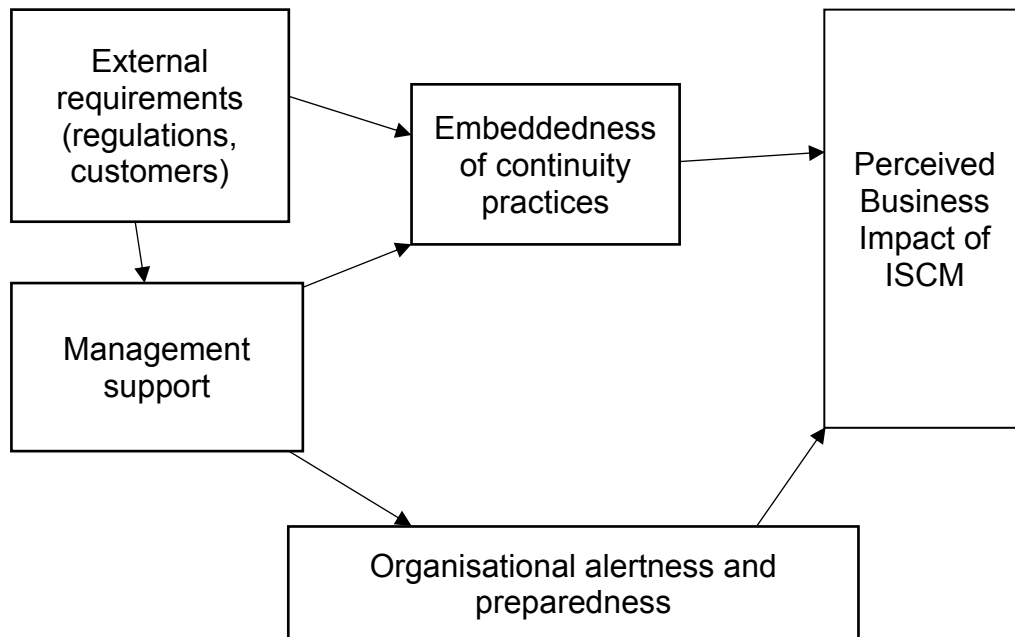 External
requirements
(regulations,
customers)
Embeddedness
of continuity
practices
Perceived
Business
Impact of
ISCM
Management
support
Organisational alertness and
preparedness